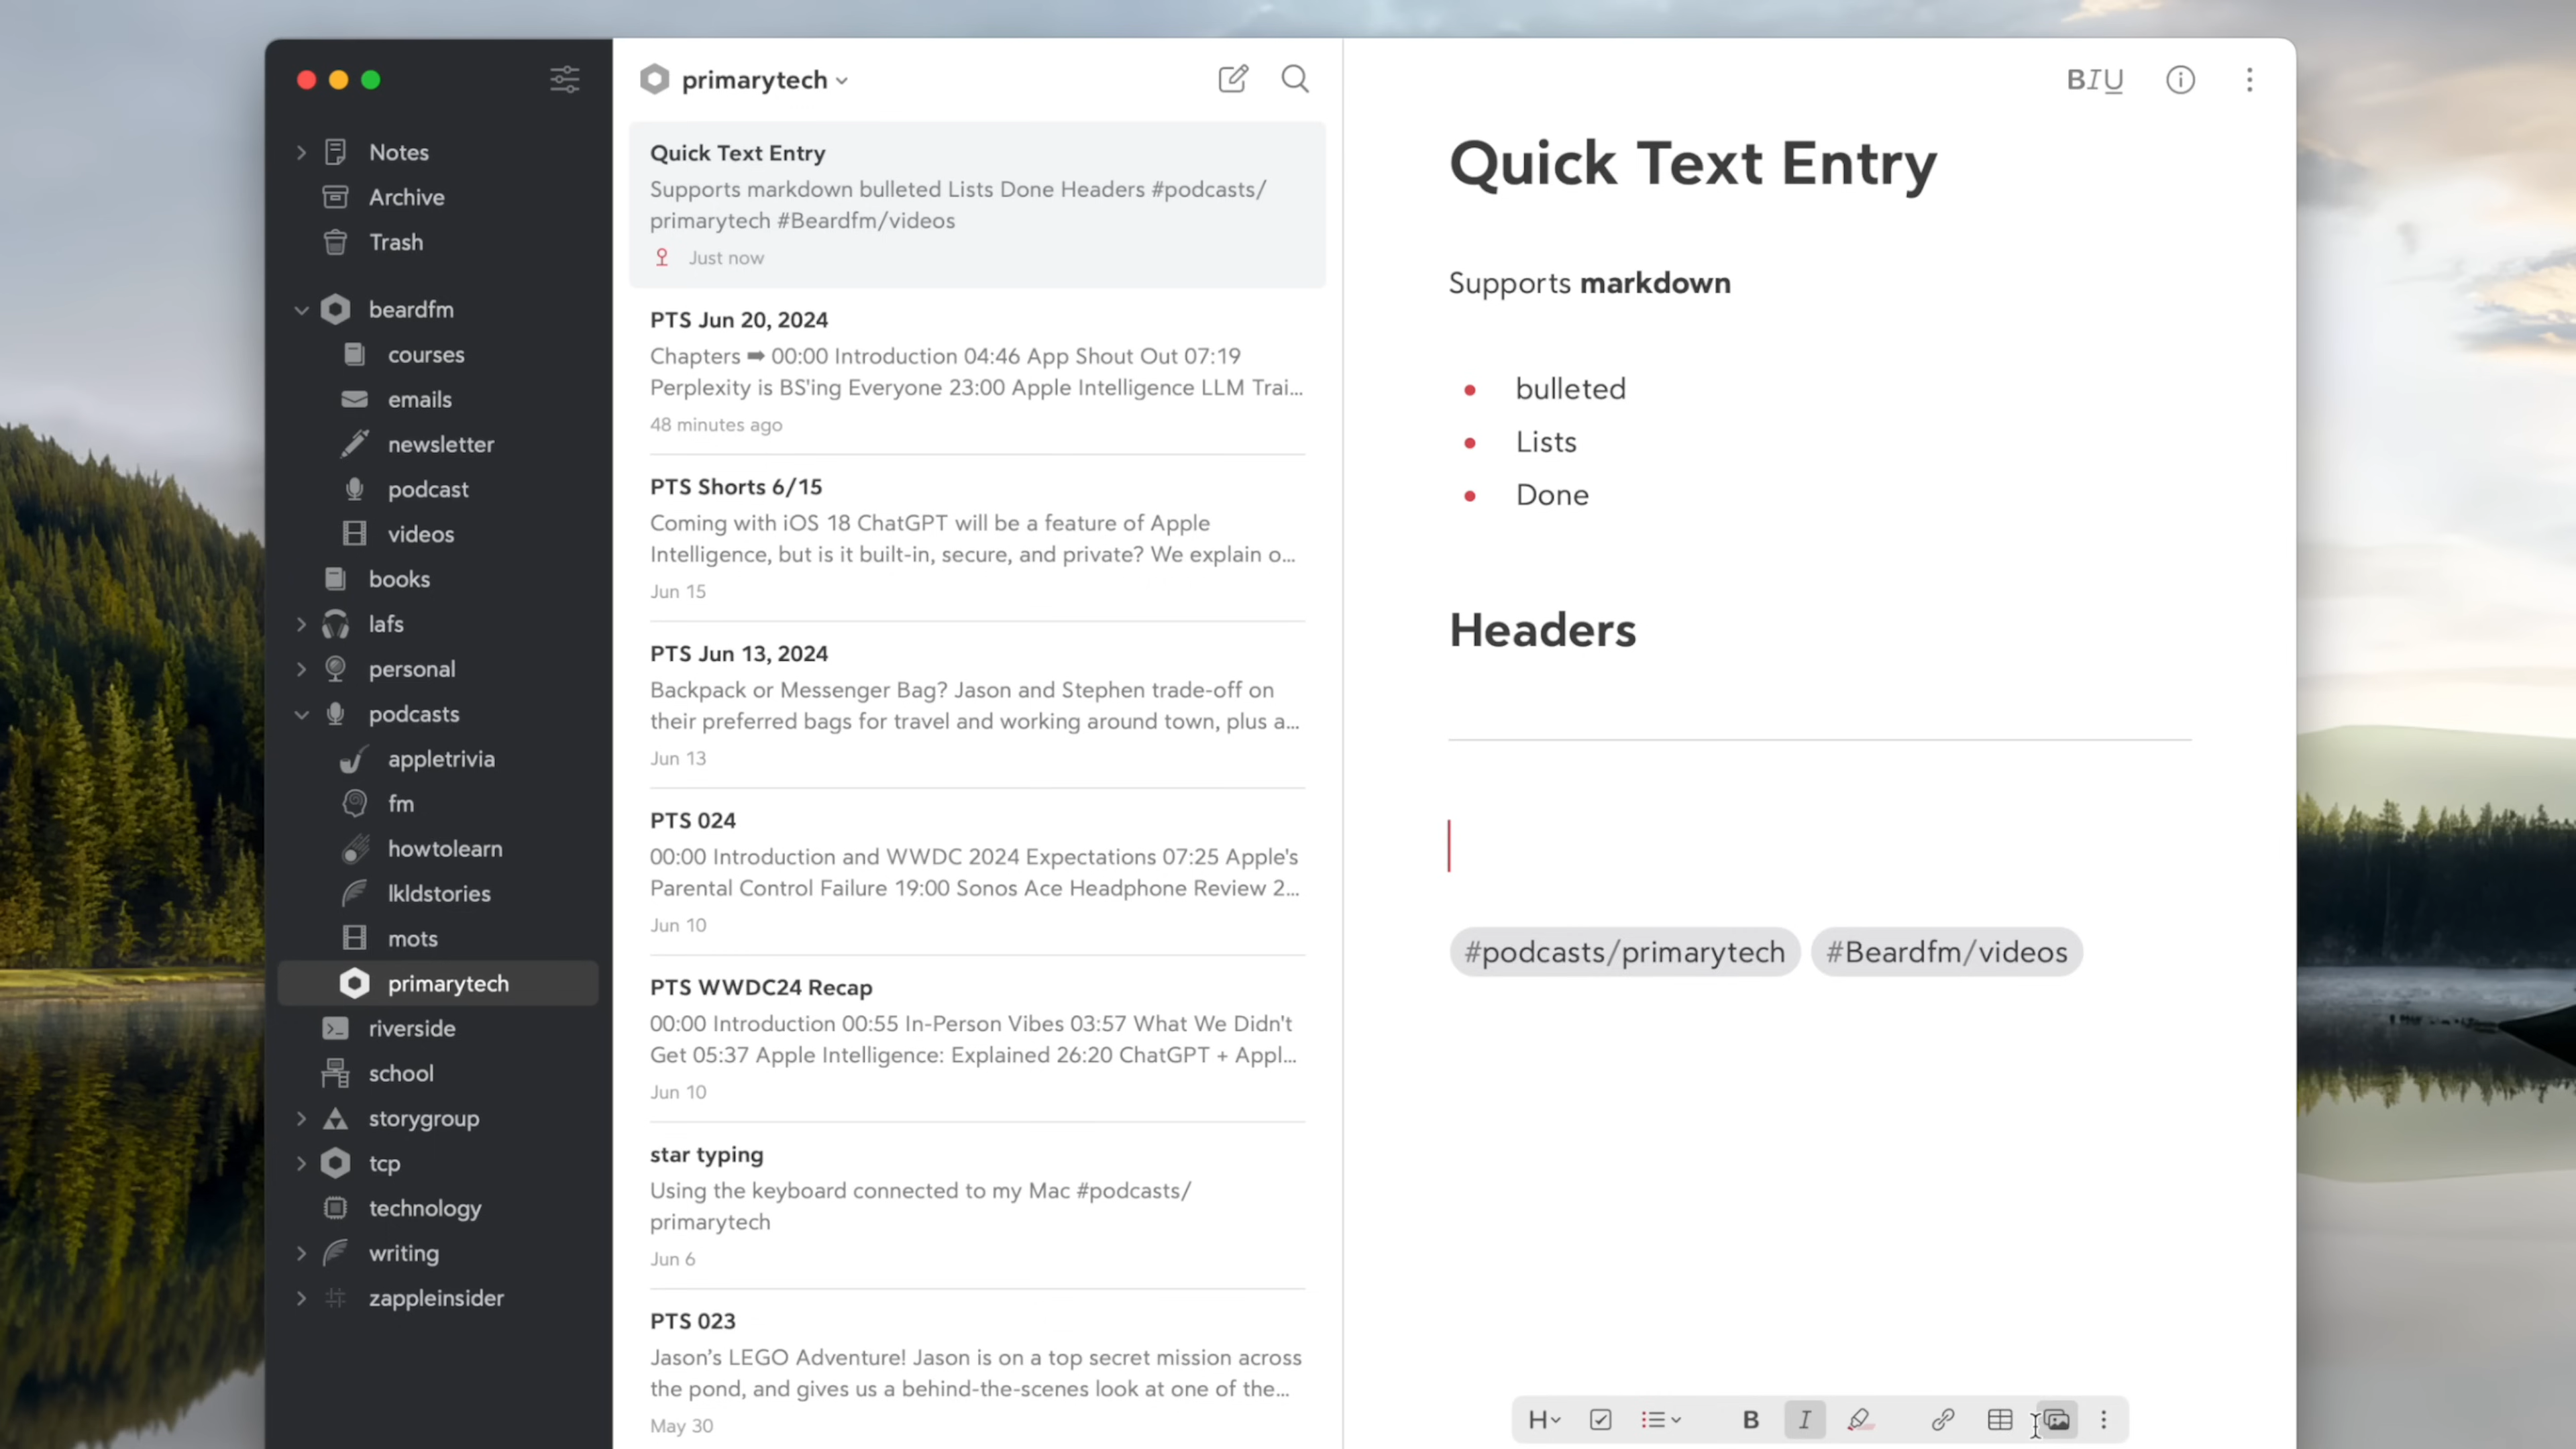 Notes
Archive
Trash
beardfm
courses
emails
newsletter
podcast
videos
books
lafs
personal
podcasts
appletrivia
fm
howtolearn
lkldstories
mots
primarytech
riverside
school
storygroup
tcp
technology
writing
zappleinsider
primarytech
Quick Text Entry
Supports markdown bulleted Lists Done Headers #podcasts/
primarytech #Beardfm/videos
Just now
PTS Jun 20, 2024
Chapters ➡ 00:00 Introduction 04:46 App Shout Out 07:19
Perplexity is BS'ing Everyone 23:00 Apple Intelligence LLM Trai...
48 minutes ago
PTS Shorts 6/15
Coming with iOS 18 ChatGPT will be a feature of Apple
Intelligence, but is it built-in, secure, and private? We explain o...
Jun 15
PTS Jun 13, 2024
Backpack or Messenger Bag? Jason and Stephen trade-off on
their preferred bags for travel and working around town, plus a...
Jun 13
PTS 024
00:00 Introduction and WWDC 2024 Expectations 07:25 Apple's
Parental Control Failure 19:00 Sonos Ace Headphone Review 2...
Jun 10
PTS WWDC24 Recap
00:00 Introduction 00:55 In-Person Vibes 03:57 What We Didn't
Get 05:37 Apple Intelligence: Explained 26:20 ChatGPT + Appl...
Jun 10
star typing
Using the keyboard connected to my Mac #podcasts/
primarytech
Jun 6
PTS 023
Jason's LEGO Adventure! Jason is on a top secret mission across
the pond, and gives us a behind-the-scenes look at one of the...
May 30
BIU
Quick Text Entry
Supports markdown
• bulleted
• Lists
• Done
Headers
#podcasts/primarytech #Beardfm/videos
H B I